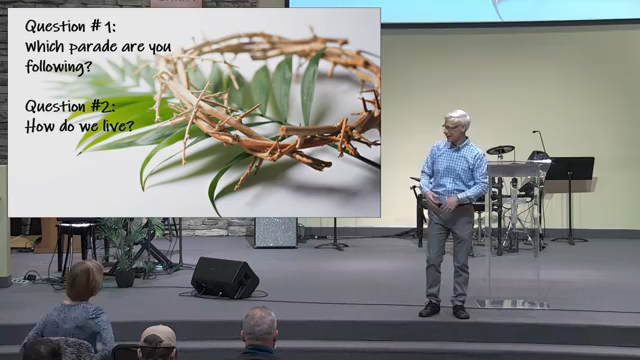 Question # 1:
Which parade are you
following?
Question #2:
How do we live?